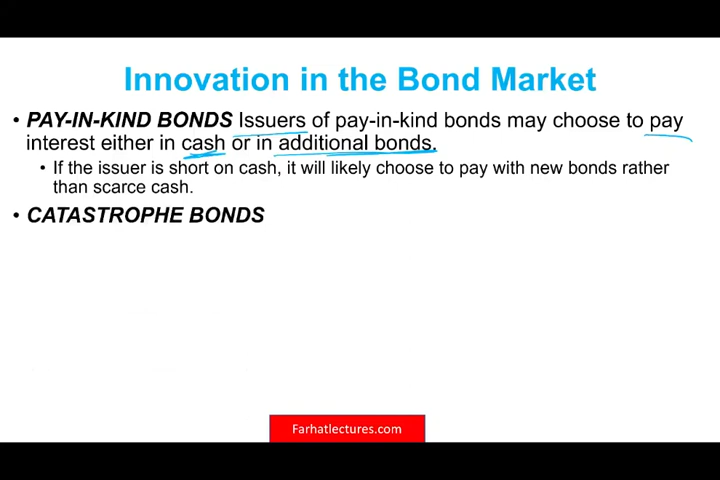 Innovation in the Bond Market
• PAY-IN-KIND BONDS Issuers of pay-in-kind bonds may choose to pay
interest either in cash or in additional bonds.
• If the issuer is short on cash, it will likely choose to pay with new bonds rather
than scarce cash.
• CATASTROPHE BONDS
Farhatlectures.com